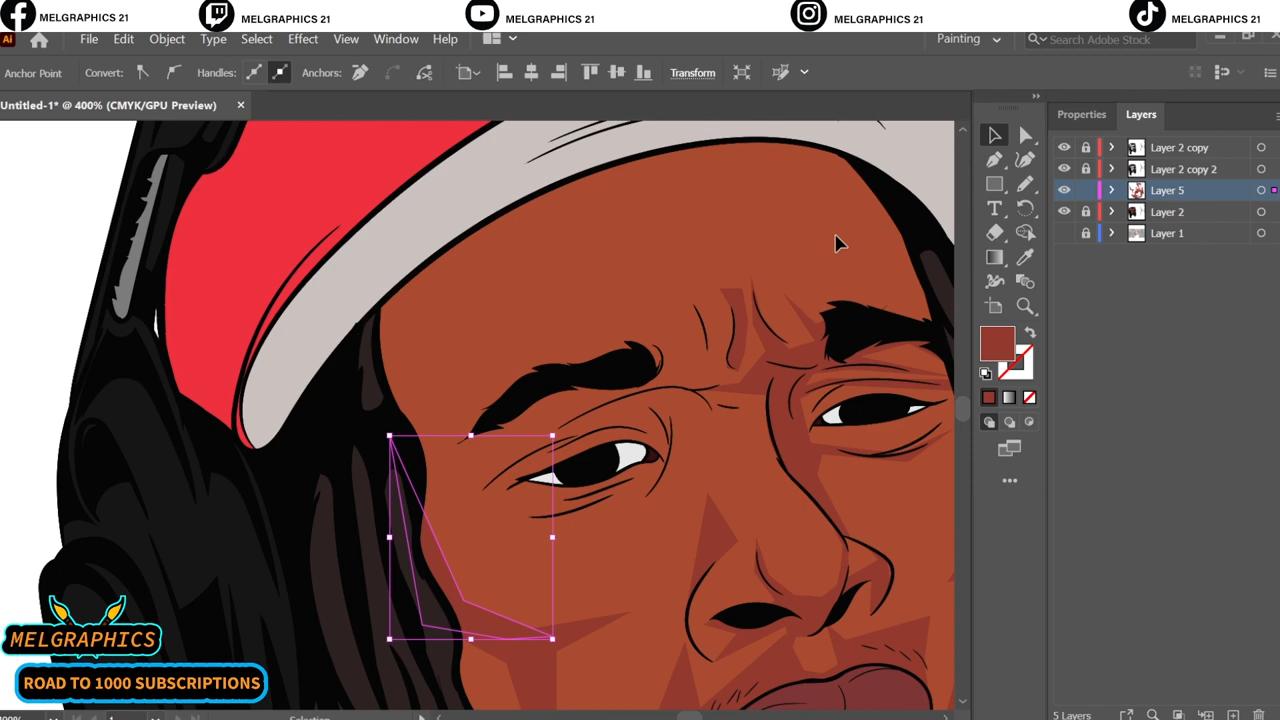 MELGRAPHICS 21
MELGRAPHICS 21
MELGRAPHICS 21
MELGRAPHICS 21
MELGRAPHICS 21
Ai
File Edit Object Type Select Effect View Window Help
Painting
Search Adobe Stock
Anchor Point
Convert:
Handles:
Anchors:
Transform
Untitled-1* @ 400% (CMYK/GPU Preview)
Properties
Layers
Layer 2 copy
Layer 2 copy 2
Layer 5
Layer 2
Layer 1
MELGRAPHICS
ROAD TO 1000 SUBSCRIPTIONS
1
Selection
5 Layers